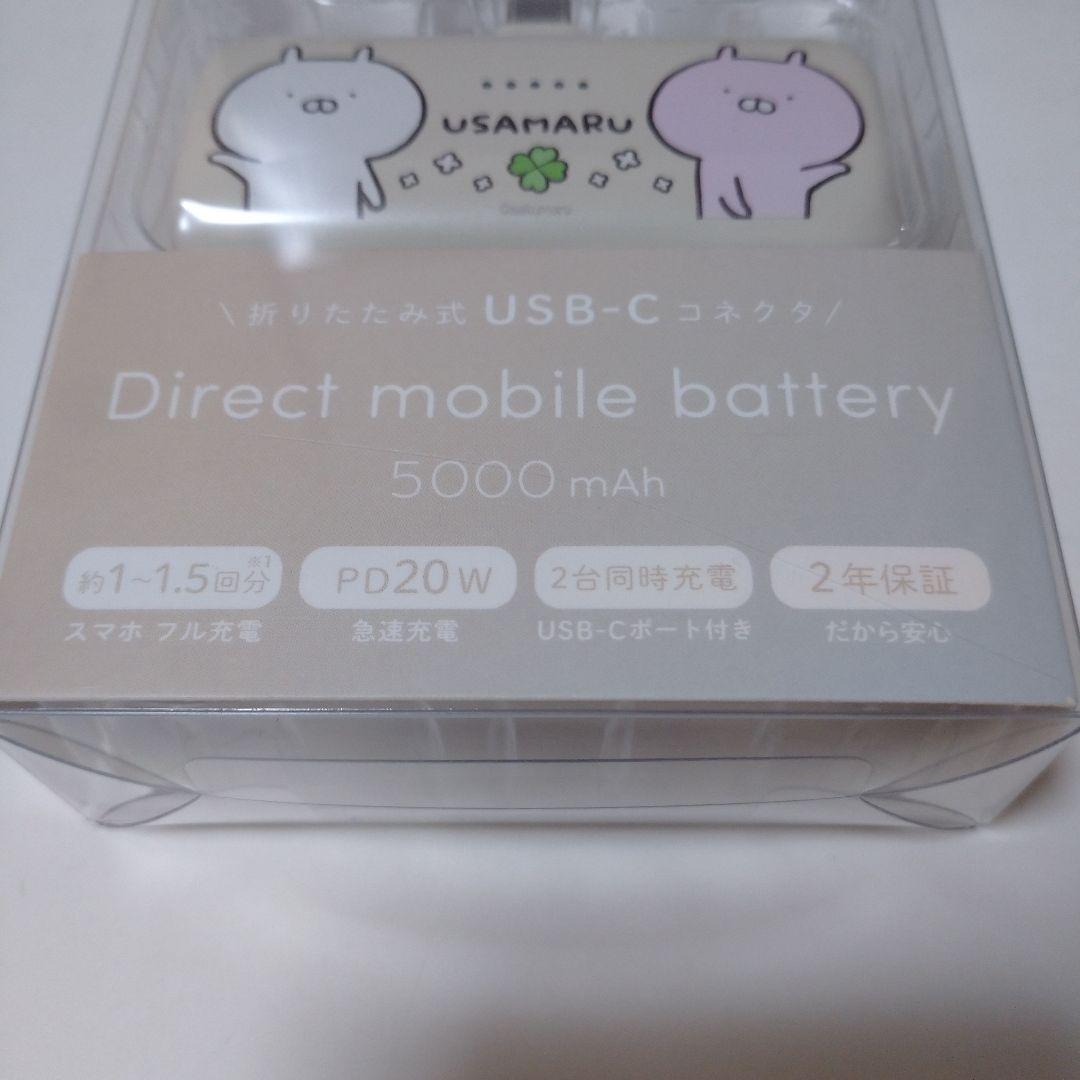 USAMARU
©sakumaru
\ 折りたたみ式 USB-C コネクタ /
Direct mobile battery
5000 mAh
約1~1.5回分※1
スマホ フル充電
PD20W
急速充電
2台同時充電
USB-Cポート付き
2年保証
だから安心